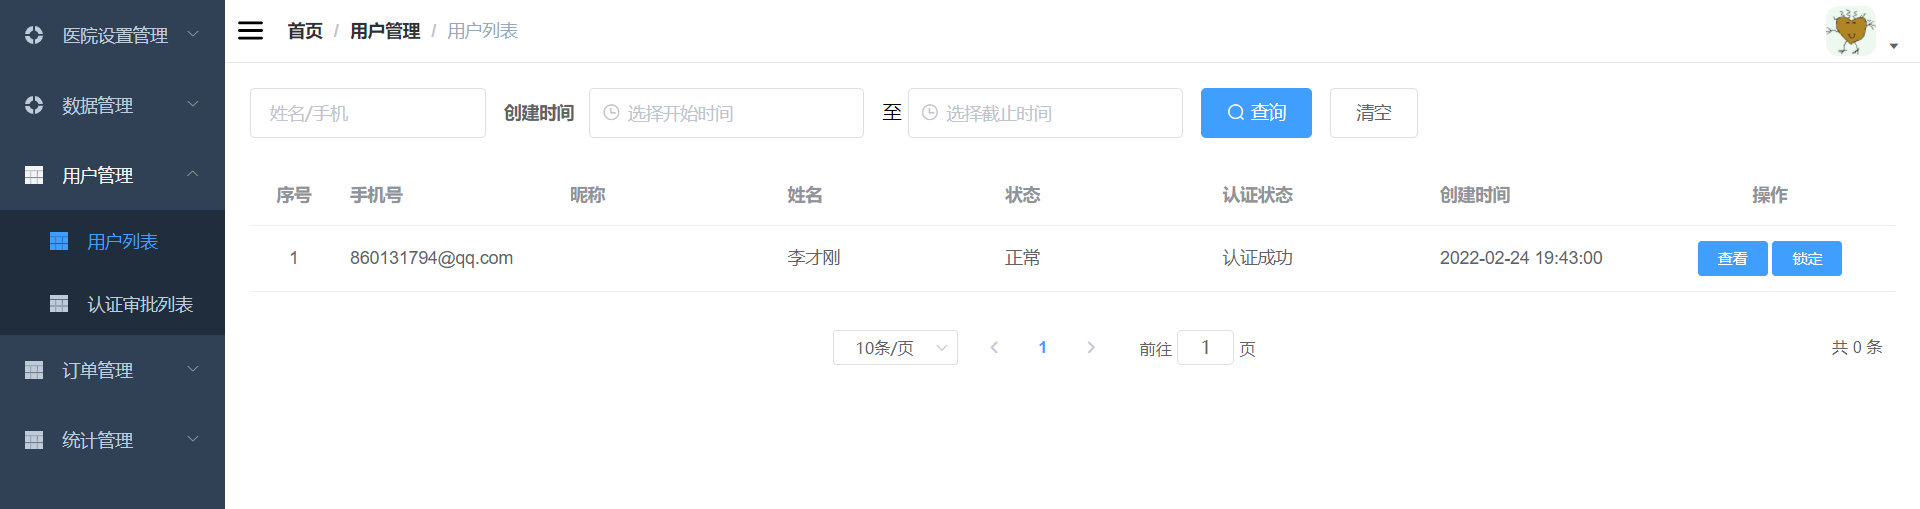 医院设置管理
数据管理
用户管理
用户列表
认证审批列表
订单管理
统计管理
首页 / 用户管理 / 用户列表
姓名/手机 创建时间 选择开始时间 至 选择截止时间 查询 清空
序号 手机号 昵称 姓名 状态 认证状态 创建时间 操作
1 860131794@qq.com 李才刚 正常 认证成功 2022-02-24 19:43:00 查看 锁定
10条/页 1 前往 1 页 共 0 条